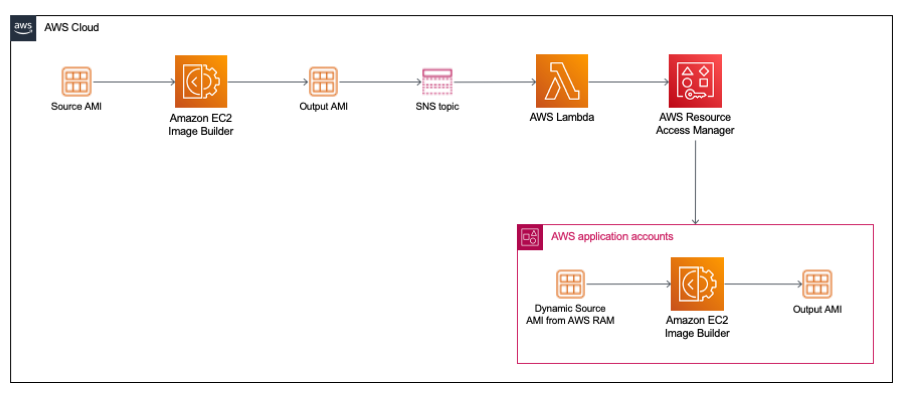 aws
AWS Cloud
Source AMI
Amazon EC2
Image Builder
Output AMI
SNS topic
AWS Lambda
AWS Resource
Access Manager
AWS application accounts
Dynamic Source
AMI from AWS RAM
Amazon EC2
Image Builder
Output AMI